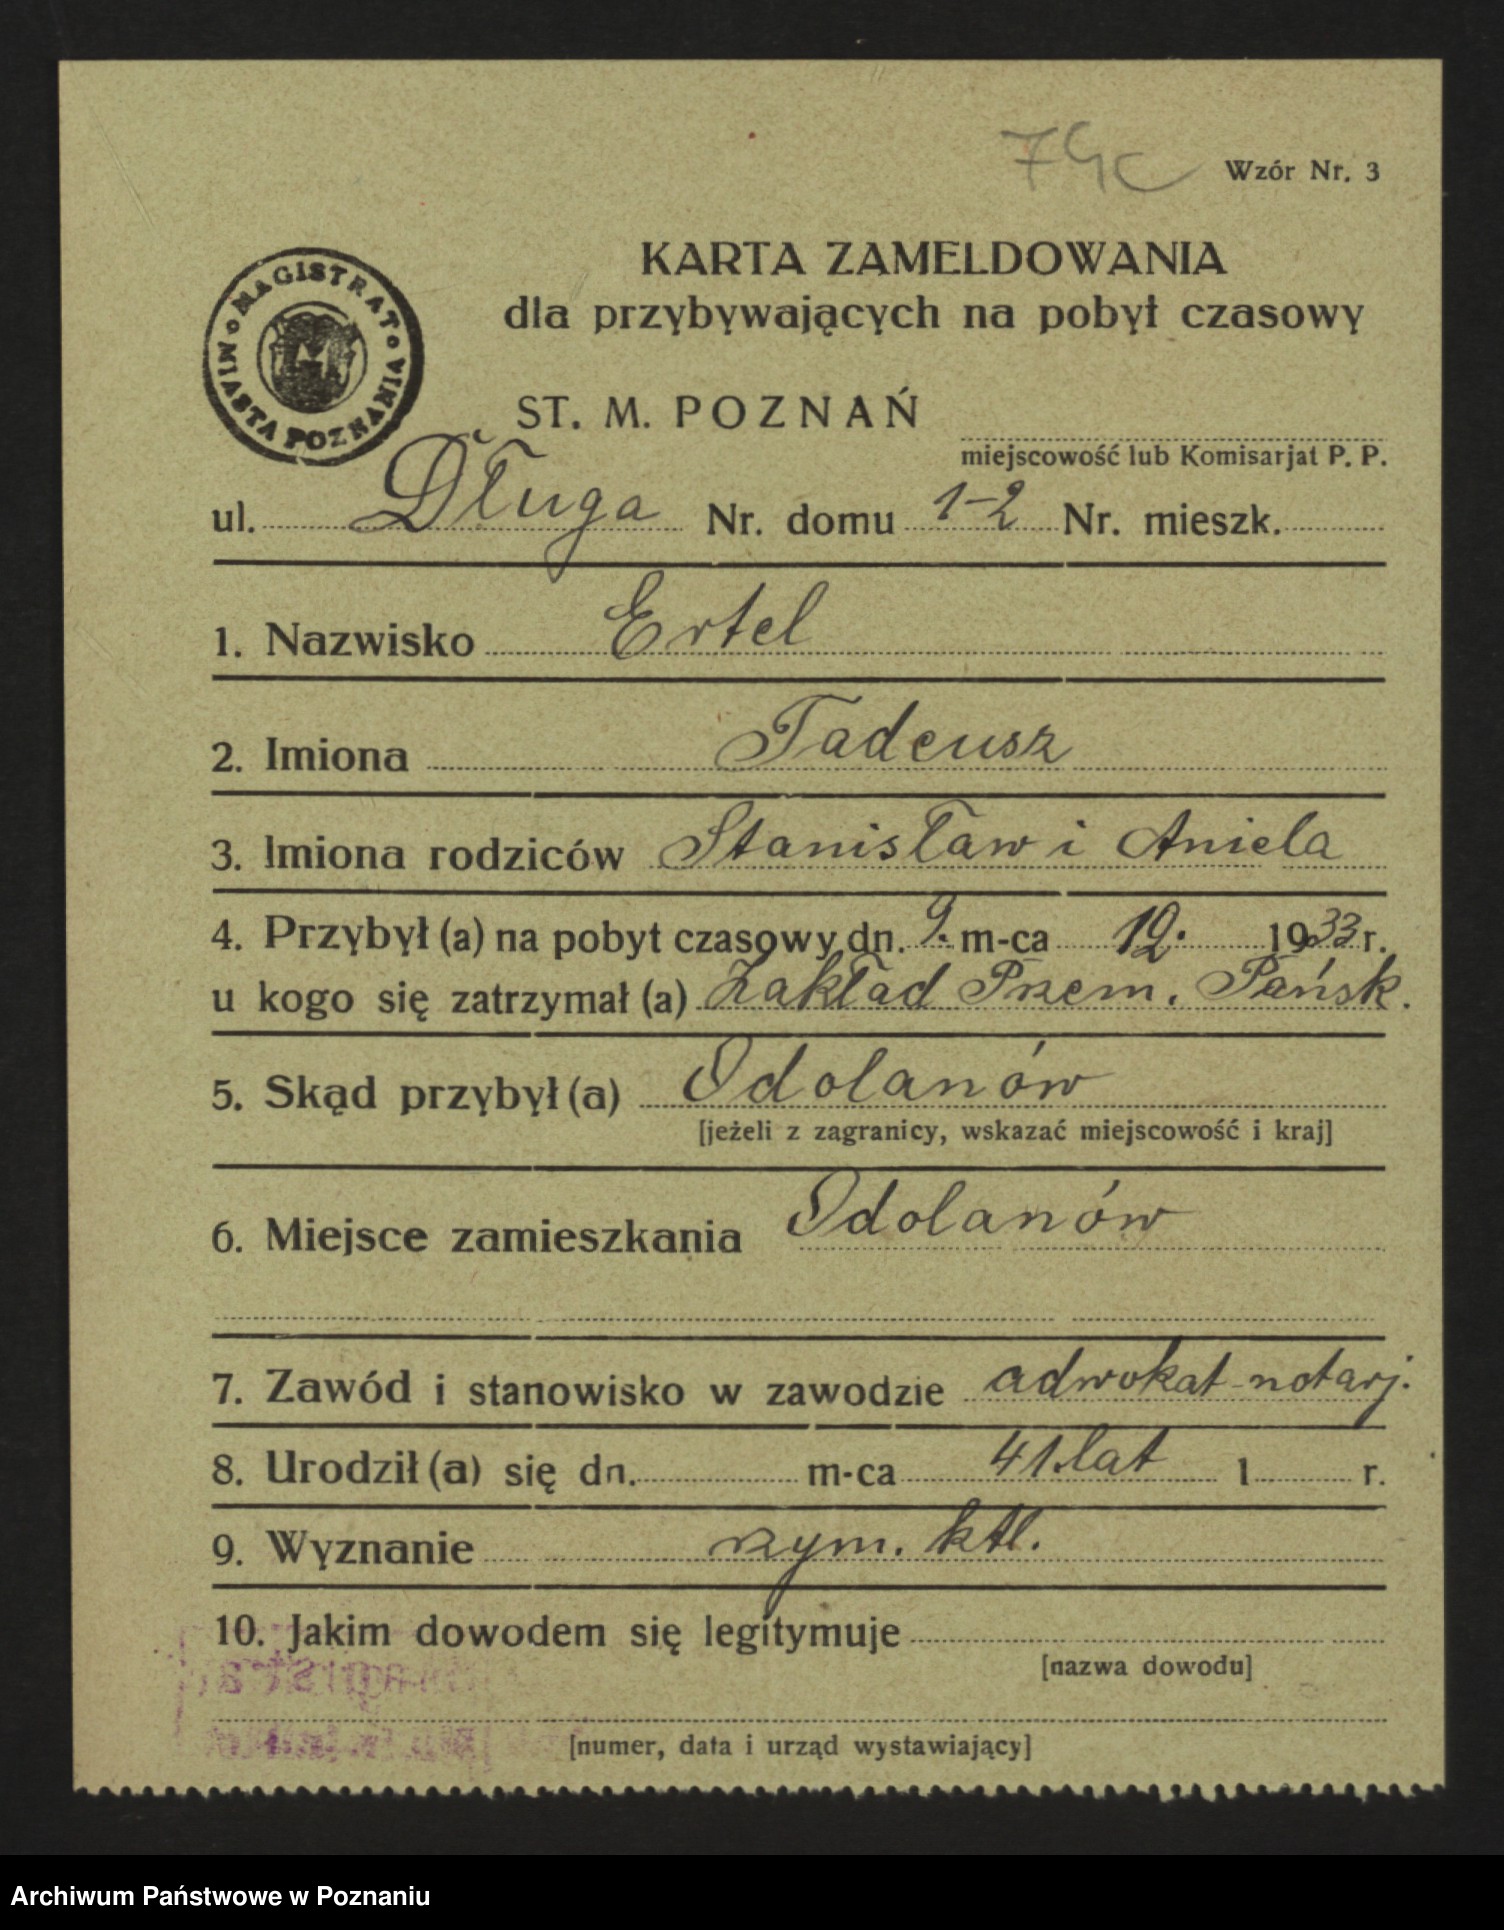 74c
Wzór Nr. 3
KARTA ZAMELDOWANIA
dla przybywających na pobyt czasowy
MAGISTRAT MIASTA POZNANIA
ST. M. POZNAŃ
miejscowość lub Komisarjat P. P.
ul. Długa Nr. domu 1-2 Nr. mieszk.
1. Nazwisko Ertel
2. Imiona Tadeusz
3. Imiona rodziców Stanisław i Aniela
4. Przybył (a) na pobyt czasowy dn. 9. m-ca 12. 1933 r.
u kogo się zatrzymał (a) Zakład Przem. Pańsk.
5. Skąd przybył (a) Odolanów
[jeżeli z zagranicy, wskazać miejscowość i kraj]
6. Miejsce zamieszkania Odolanów
7. Zawód i stanowisko w zawodzie adwokat-notarj.
8. Urodził (a) się dn. m-ca 41. lat 1 r.
9. Wyznanie rzym. ktl.
10. Jakim dowodem się legitymuje
[nazwa dowodu]
[numer, data i urząd wystawiający]
Archiwum Państwowe w Poznaniu